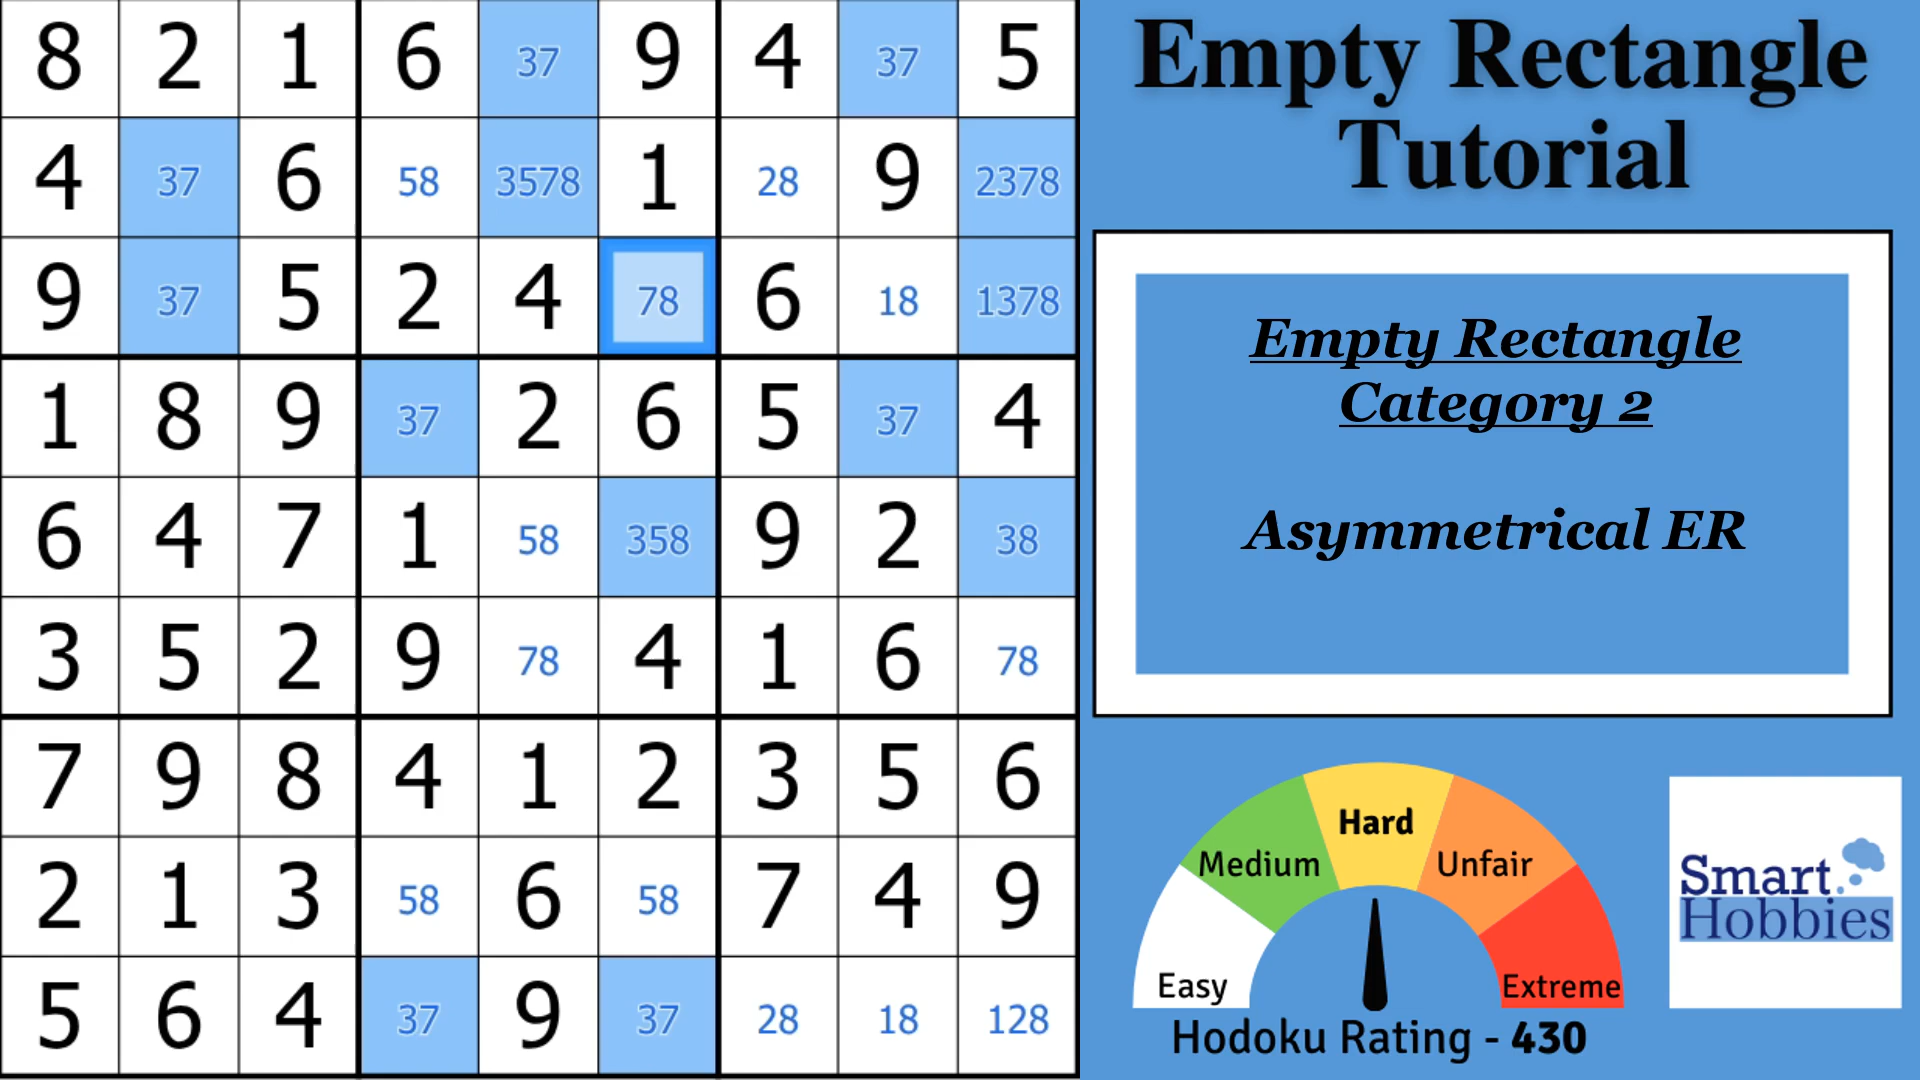 8 2 1 6 37 9 4 37 5
4 37 6 58 3578 1 28 9 2378
9 37 5 2 4 78 6 18 1378
1 8 9 37 2 6 5 37 4
6 4 7 1 58 358 9 2 38
3 5 2 9 78 4 1 6 78
7 9 8 4 1 2 3 5 6
2 1 3 58 6 58 7 4 9
5 6 4 37 9 37 28 18 128
Empty Rectangle
Tutorial
Empty Rectangle
Category 2
Asymmetrical ER
Hard
Medium
Unfair
Easy
Extreme
Hodoku Rating - 430
Smart
Hobbies